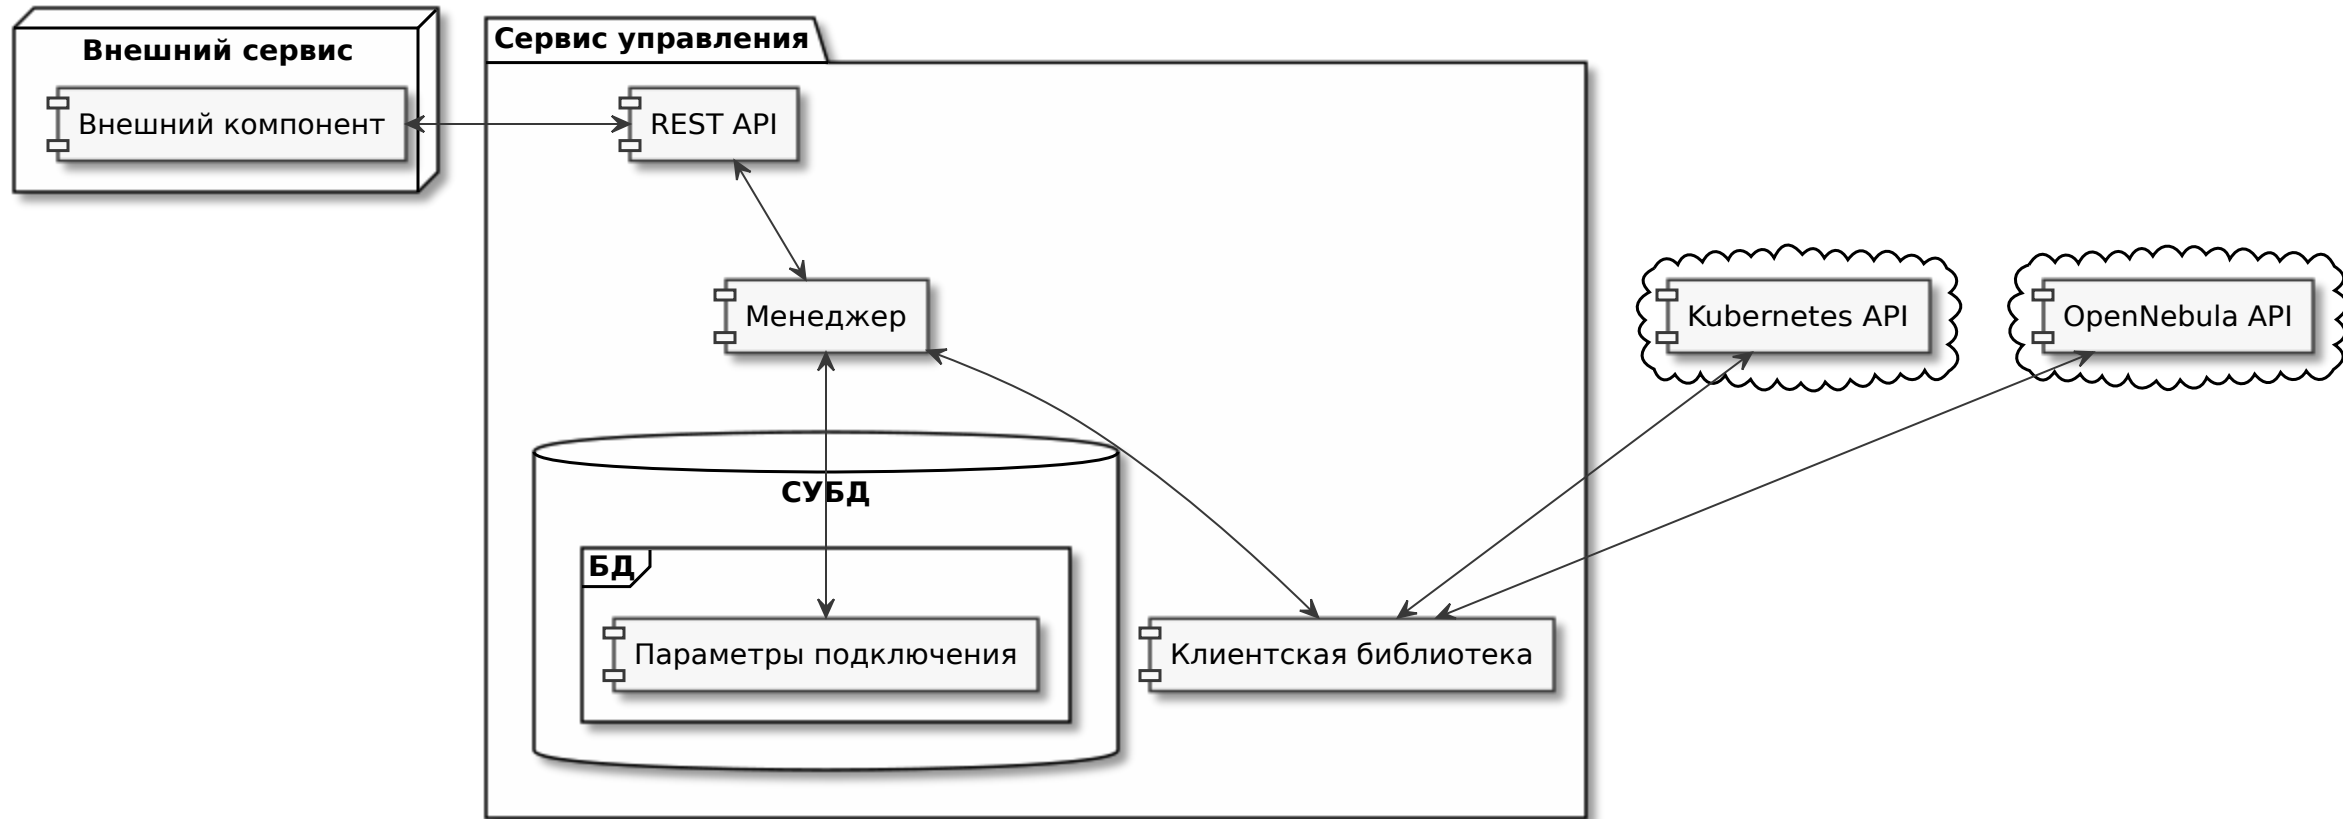 Внешний сервис
Внешний компонент
Сервис управления
REST API
Менеджер
Kubernetes API
OpenNebula API
СУБД
БД
Параметры подключения
Клиентская библиотека